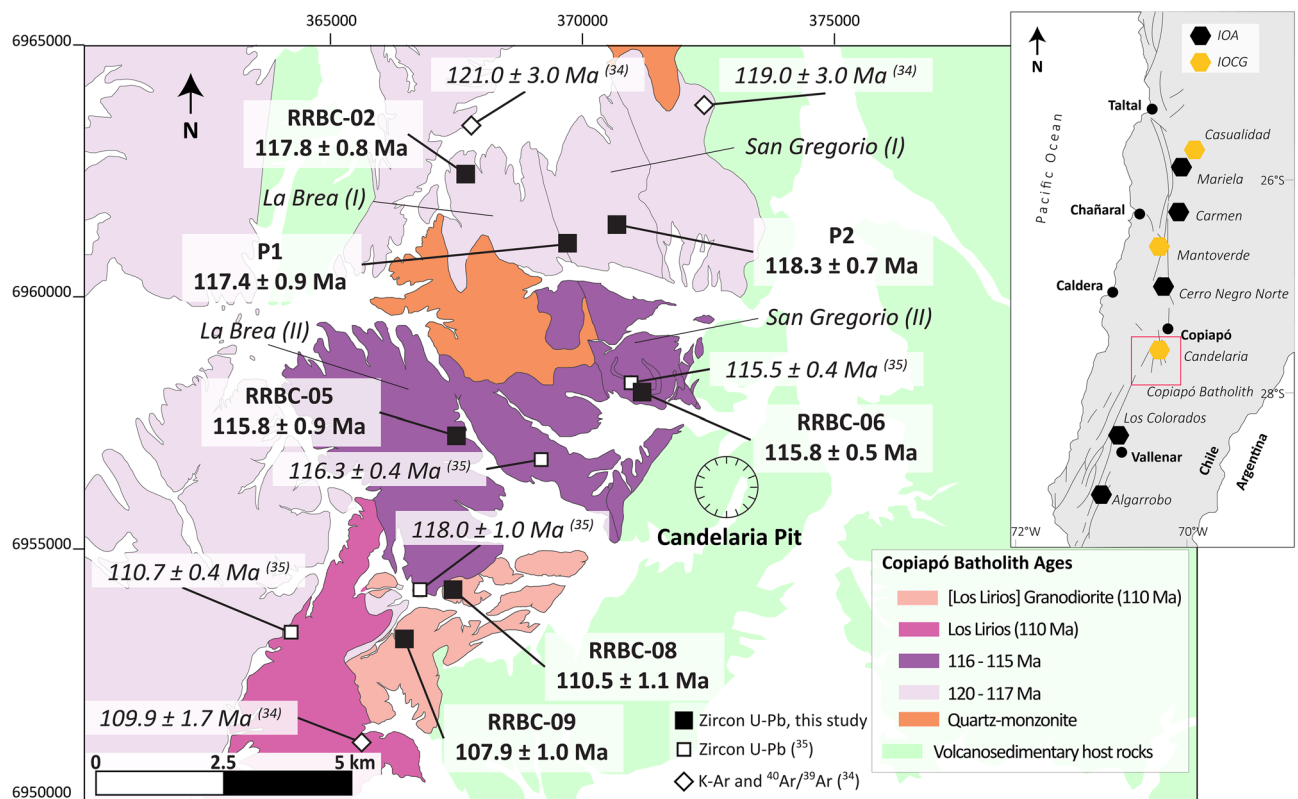 365000
370000
375000
6965000
6960000
6955000
6950000
N
121.0 ± 3.0 Ma (34)
119.0 ± 3.0 Ma (34)
RRBC-02
117.8 ± 0.8 Ma
San Gregorio (I)
La Brea (I)
P1
117.4 ± 0.9 Ma
P2
118.3 ± 0.7 Ma
La Brea (II)
San Gregorio (II)
115.5 ± 0.4 Ma (35)
RRBC-05
115.8 ± 0.9 Ma
RRBC-06
115.8 ± 0.5 Ma
116.3 ± 0.4 Ma (35)
118.0 ± 1.0 Ma (35)
Candelaria Pit
110.7 ± 0.4 Ma (35)
RRBC-08
110.5 ± 1.1 Ma
109.9 ± 1.7 Ma (34)
RRBC-09
107.9 ± 1.0 Ma
0
2.5
5 km
Zircon U-Pb, this study
Zircon U-Pb (35)
K-Ar and 40Ar/39Ar (34)
Copiapó Batholith Ages
[Los Lirios] Granodiorite (110 Ma)
Los Lirios (110 Ma)
116 - 115 Ma
120 - 117 Ma
Quartz-monzonite
Volcanosedimentary host rocks
N
IOA
IOCG
Pacific Ocean
Taltal
Casualidad
26°S
Mariela
Chañaral
Carmen
Mantoverde
Caldera
Cerro Negro Norte
Copiapó
Candelaria
Copiapó Batholith
28°S
Los Colorados
Vallenar
Chile
Argentina
Algarrobo
72°W
70°W